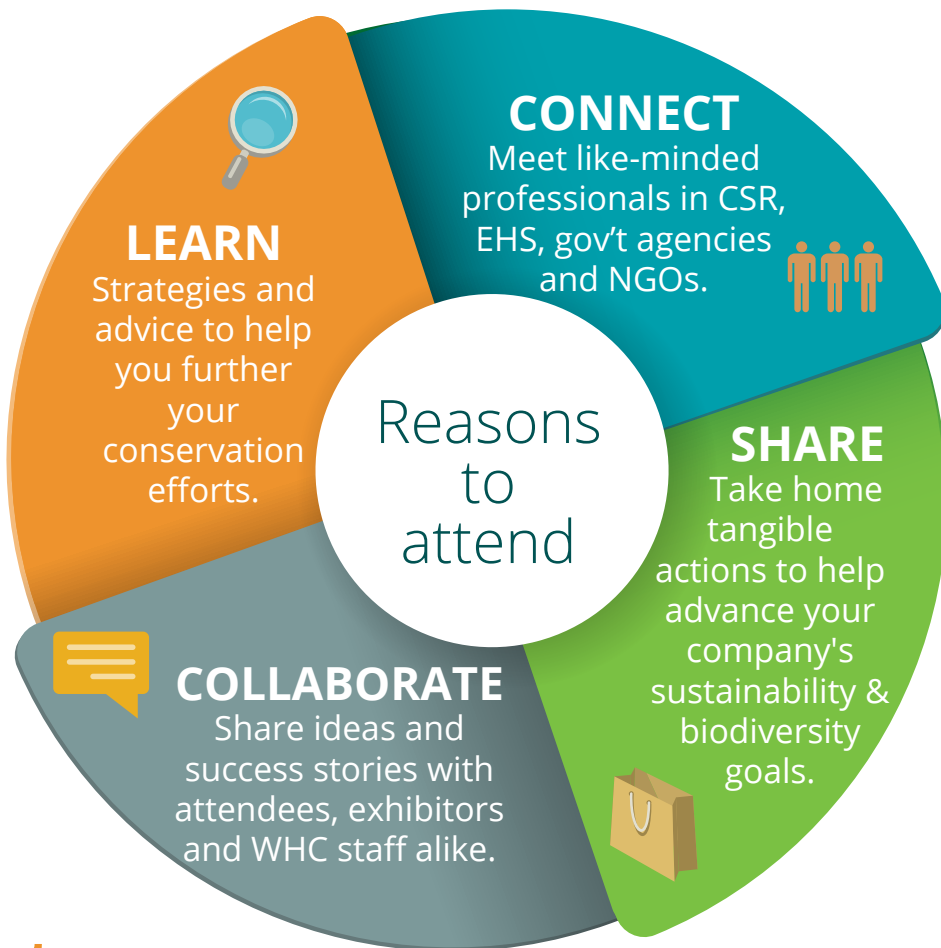 Reasons
to
attend
LEARN
Strategies and
advice to help
you further
your
conservation
efforts.
CONNECT
Meet like-minded
professionals in CSR,
EHS, gov’t agencies
and NGOs.
SHARE
Take home
tangible
actions to help
advance your
company's
sustainability &
biodiversity
goals.
COLLABORATE
Share ideas and
success stories with
attendees, exhibitors
and WHC staff alike.